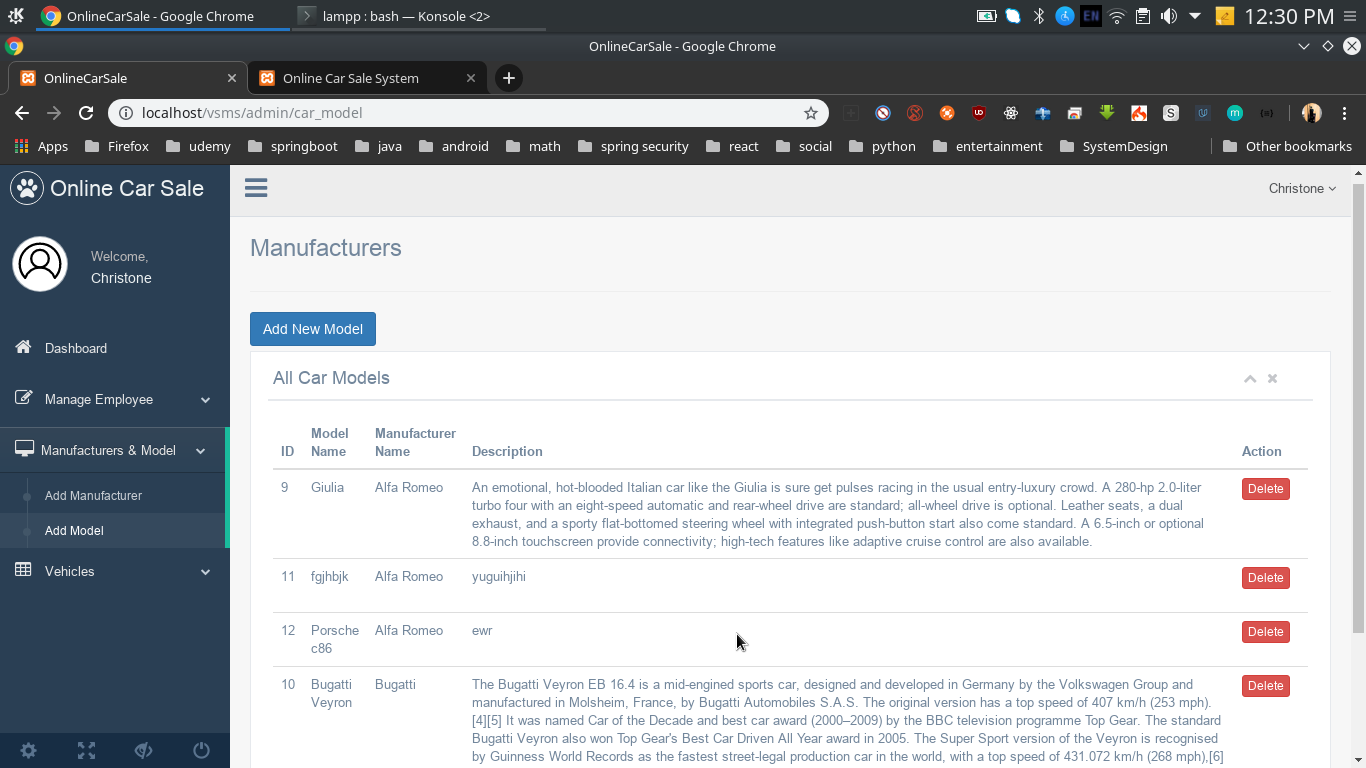 OnlineCarSale - Google Chrome
lampp : bash — Konsole <2>
EN
12:30 PM
OnlineCarSale - Google Chrome
OnlineCarSale
Online Car Sale System
localhost/vsms/admin/car_model
Apps
Firefox
udemy
springboot
java
android
math
spring security
react
social
python
entertainment
SystemDesign
Other bookmarks
Online Car Sale
Christone
Welcome,
Christone
Dashboard
Manage Employee
Manufacturers & Model
Add Manufacturer
Add Model
Vehicles
Manufacturers
Add New Model
All Car Models
ID
Model
Name
Manufacturer
Name
Description
Action
9
Giulia
Alfa Romeo
An emotional, hot-blooded Italian car like the Giulia is sure get pulses racing in the usual entry-luxury crowd. A 280-hp 2.0-liter
turbo four with an eight-speed automatic and rear-wheel drive are standard; all-wheel drive is optional. Leather seats, a dual
exhaust, and a sporty flat-bottomed steering wheel with integrated push-button start also come standard. A 6.5-inch or optional
8.8-inch touchscreen provide connectivity; high-tech features like adaptive cruise control are also available.
Delete
11
fgjhbjk
Alfa Romeo
yuguihjihi
Delete
12
Porsche
c86
Alfa Romeo
ewr
Delete
10
Bugatti
Veyron
Bugatti
The Bugatti Veyron EB 16.4 is a mid-engined sports car, designed and developed in Germany by the Volkswagen Group and
manufactured in Molsheim, France, by Bugatti Automobiles S.A.S. The original version has a top speed of 407 km/h (253 mph).
[4][5] It was named Car of the Decade and best car award (2000–2009) by the BBC television programme Top Gear. The standard
Bugatti Veyron also won Top Gear's Best Car Driven All Year award in 2005. The Super Sport version of the Veyron is recognised
by Guinness World Records as the fastest street-legal production car in the world, with a top speed of 431.072 km/h (268 mph),[6]
Delete